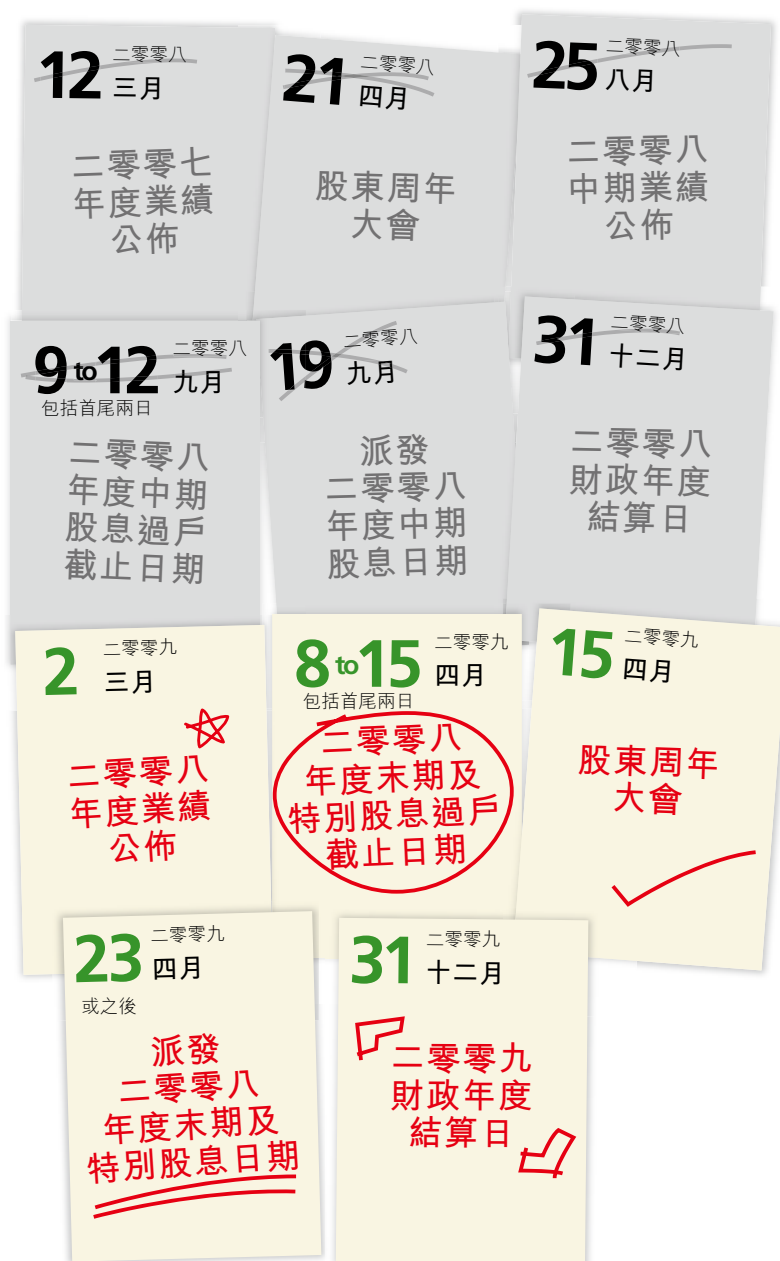 12 二零零八
三月
二零零七
年度業績
公佈
21 二零零八
四月
股東周年
大會
25 二零零八
八月
二零零八
中期業績
公佈
9 to 12 二零零八
九月
包括首尾兩日
二零零八
年度中期
股息過戶
截止日期
19 二零零八
九月
派發
二零零八
年度中期
股息日期
31 二零零八
十二月
二零零八
財政年度
結算日
2 二零零九
三月
二零零八
年度業績
公佈
8 to 15 二零零九
四月
包括首尾兩日
二零零八
年度末期及
特別股息過戶
截止日期
15 二零零九
四月
股東周年
大會
23 二零零九
四月
或之後
派發
二零零八
年度末期及
特別股息日期
31 二零零九
十二月
二零零九
財政年度
結算日